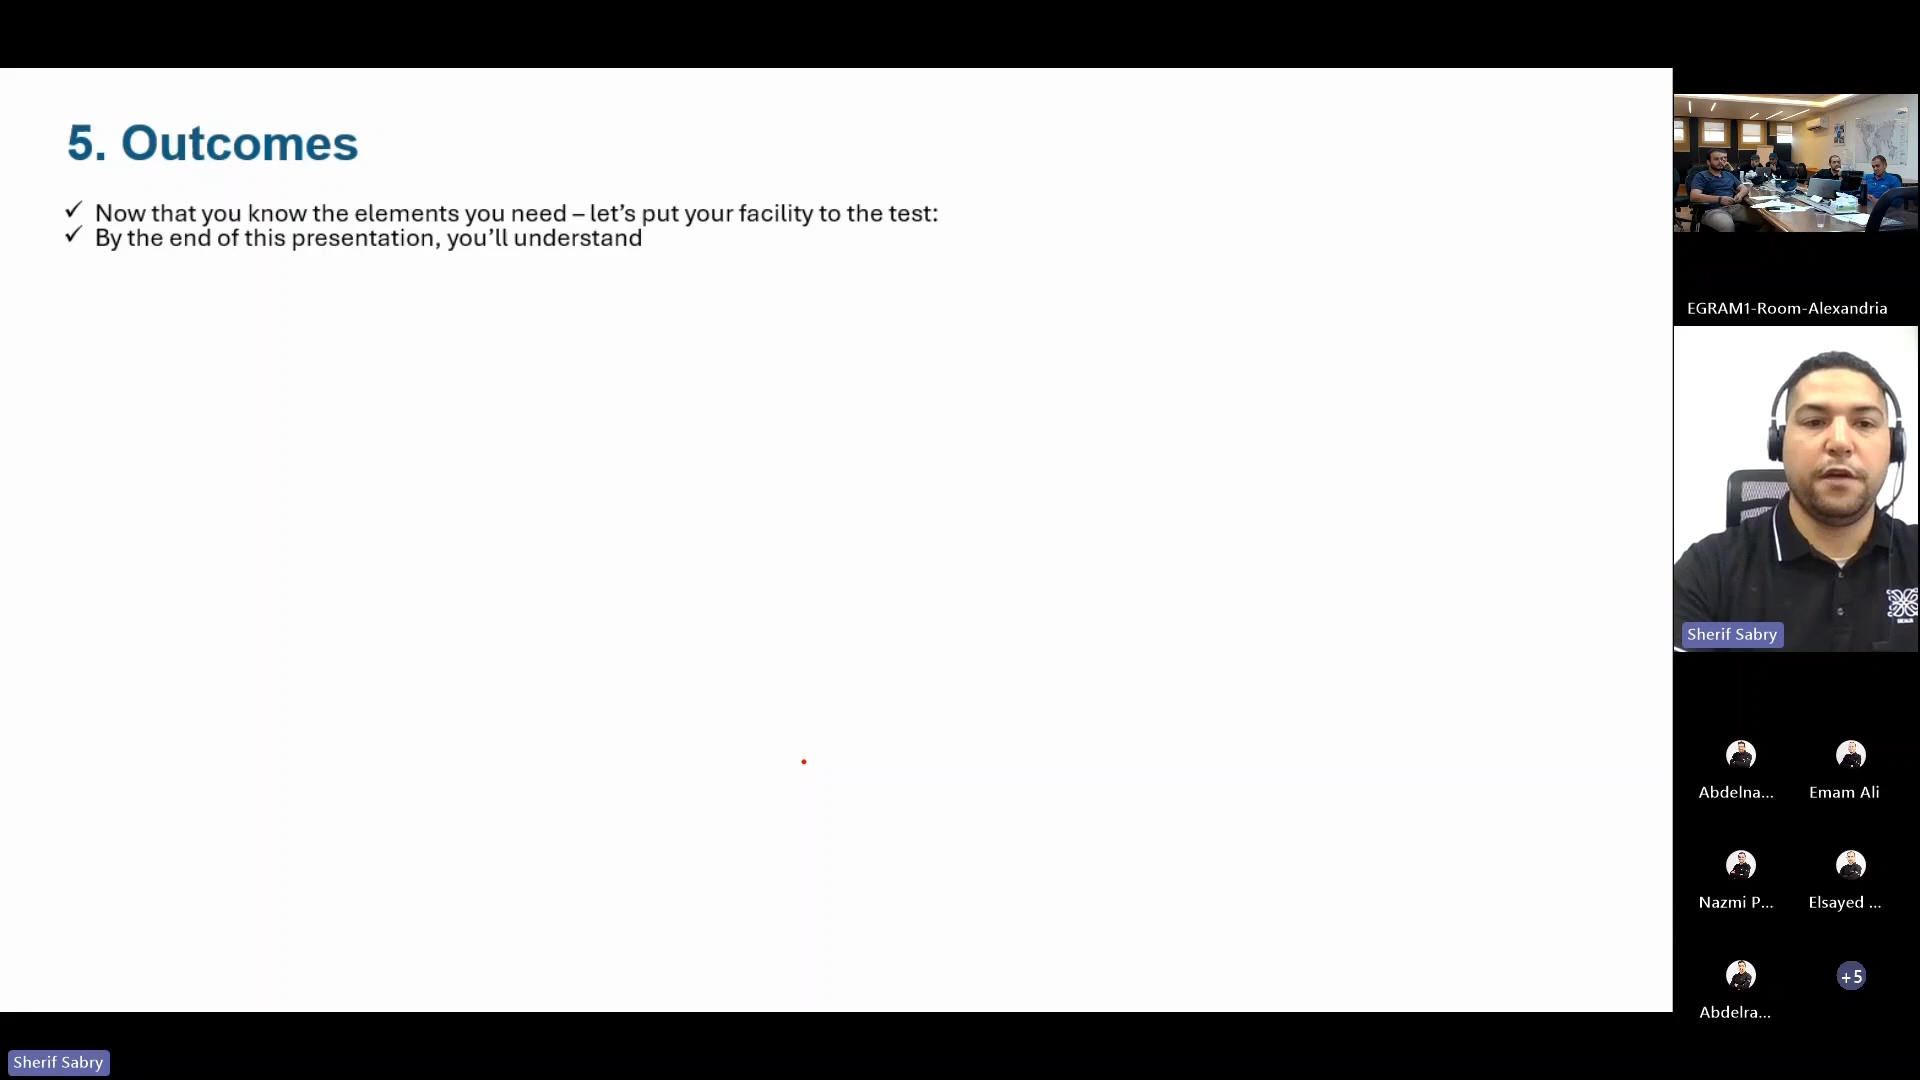 5. Outcomes
✓ Now that you know the elements you need – let's put your facility to the test:
✓ By the end of this presentation, you'll understand
EGRAM1-Room-Alexandria
Sherif Sabry
Abdelna...
Emam Ali
Nazmi P...
Elsayed ...
Abdelra...
+5
Sherif Sabry